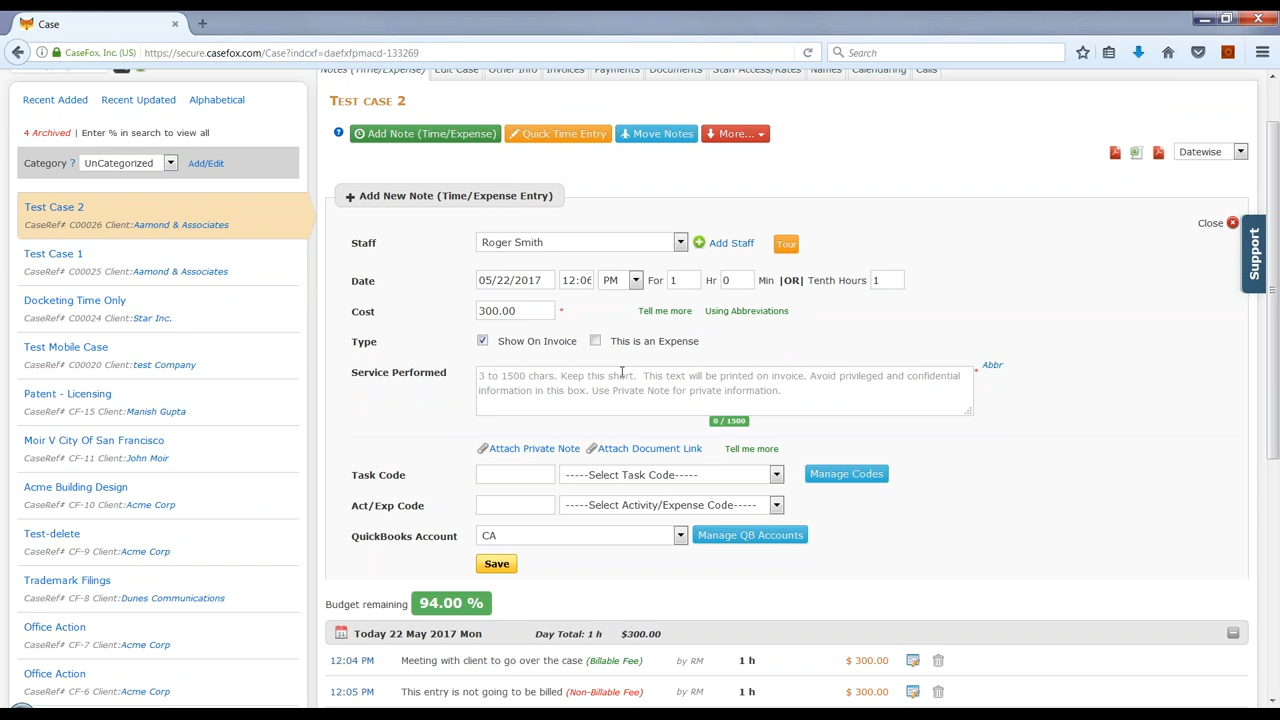 Case
CaseFox, Inc. (US) https://secure.casefox.com/Case?indcxf=daefxfpmacd-133269 Search
Notes (Time/Expense) Edit Case Other Info Invoices Payments Documents Staff Access/Rates Names Calendaring Calls
Recent Added Recent Updated Alphabetical
4 Archived | Enter % in search to view all
Category ? UnCategorized Add/Edit
Test Case 2
CaseRef# C00026 Client:Aamond & Associates
Test Case 1
CaseRef# C00025 Client:Aamond & Associates
Docketing Time Only
CaseRef# C00024 Client:Star Inc.
Test Mobile Case
CaseRef# C00020 Client:test Company
Patent - Licensing
CaseRef# CF-15 Client:Manish Gupta
Moir V City Of San Francisco
CaseRef# CF-11 Client:John Moir
Acme Building Design
CaseRef# CF-10 Client:Acme Corp
Test-delete
CaseRef# CF-9 Client:Acme Corp
Trademark Filings
CaseRef# CF-8 Client:Dunes Communications
Office Action
CaseRef# CF-7 Client:Acme Corp
Office Action
CaseRef# CF-6 Client:Acme Corp
TEST CASE 2
Add Note (Time/Expense) Quick Time Entry Move Notes More...
Datewise
Add New Note (Time/Expense Entry)
Close
Support
Staff Roger Smith Add Staff Tour
Date 05/22/2017 12:06 PM For 1 Hr 0 Min |OR| Tenth Hours 1
Cost 300.00 * Tell me more Using Abbreviations
Type Show On Invoice This is an Expense
Service Performed 3 to 1500 chars. Keep this short. This text will be printed on invoice. Avoid privileged and confidential * Abbr
information in this box. Use Private Note for private information.
0 / 1500
Attach Private Note Attach Document Link Tell me more
Task Code -----Select Task Code----- Manage Codes
Act/Exp Code -----Select Activity/Expense Code-----
QuickBooks Account CA Manage QB Accounts
Save
Budget remaining 94.00 %
Today 22 May 2017 Mon Day Total: 1 h $300.00
12:04 PM Meeting with client to go over the case (Billable Fee) by RM 1 h $ 300.00
12:05 PM This entry is not going to be billed (Non-Billable Fee) by RM 1 h $ 300.00